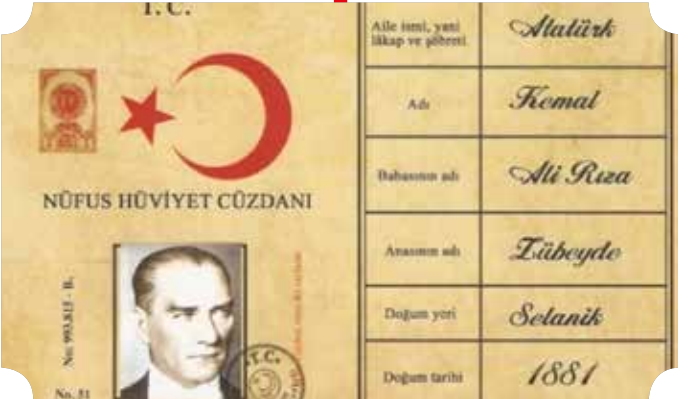 T. C.
NÜFUS HÜVİYET CÜZDANI
No: 993.815 - B.
No. 51
T.C.
Aile ismi, yani
lâkap ve şöhreti
Atatürk
Adı
Kemal
Babasının adı
Ali Rıza
Anasının adı
Zübeyde
Doğum yeri
Selanik
Doğum tarihi
1881